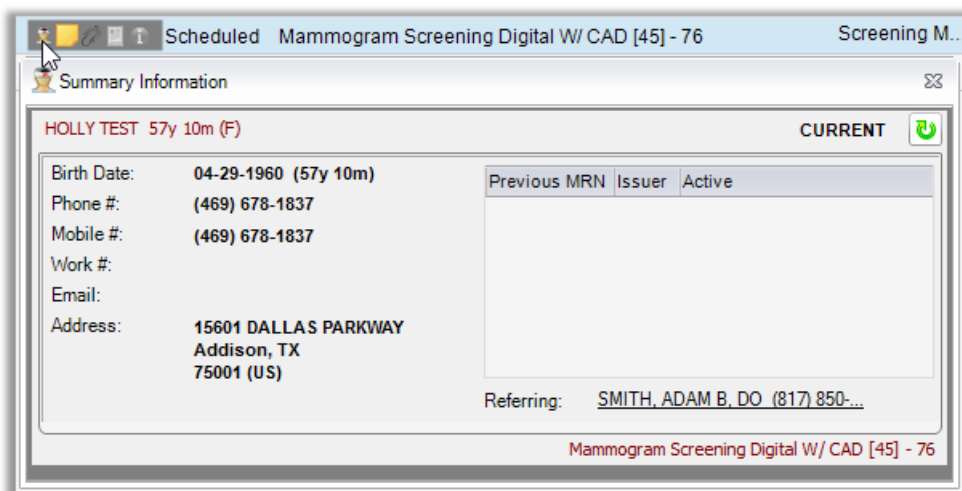 Scheduled Mammogram Screening Digital W/ CAD [45] - 76 Screening M...
Summary Information
HOLLY TEST 57y 10m (F) CURRENT
Birth Date: 04-29-1960 (57y 10m)
Phone #: (469) 678-1837
Mobile #: (469) 678-1837
Work #:
Email:
Address: 15601 DALLAS PARKWAY
Addison, TX
75001 (US)
Previous MRN Issuer Active
Referring: SMITH, ADAM B, DO (817) 850-...
Mammogram Screening Digital W/ CAD [45] - 76